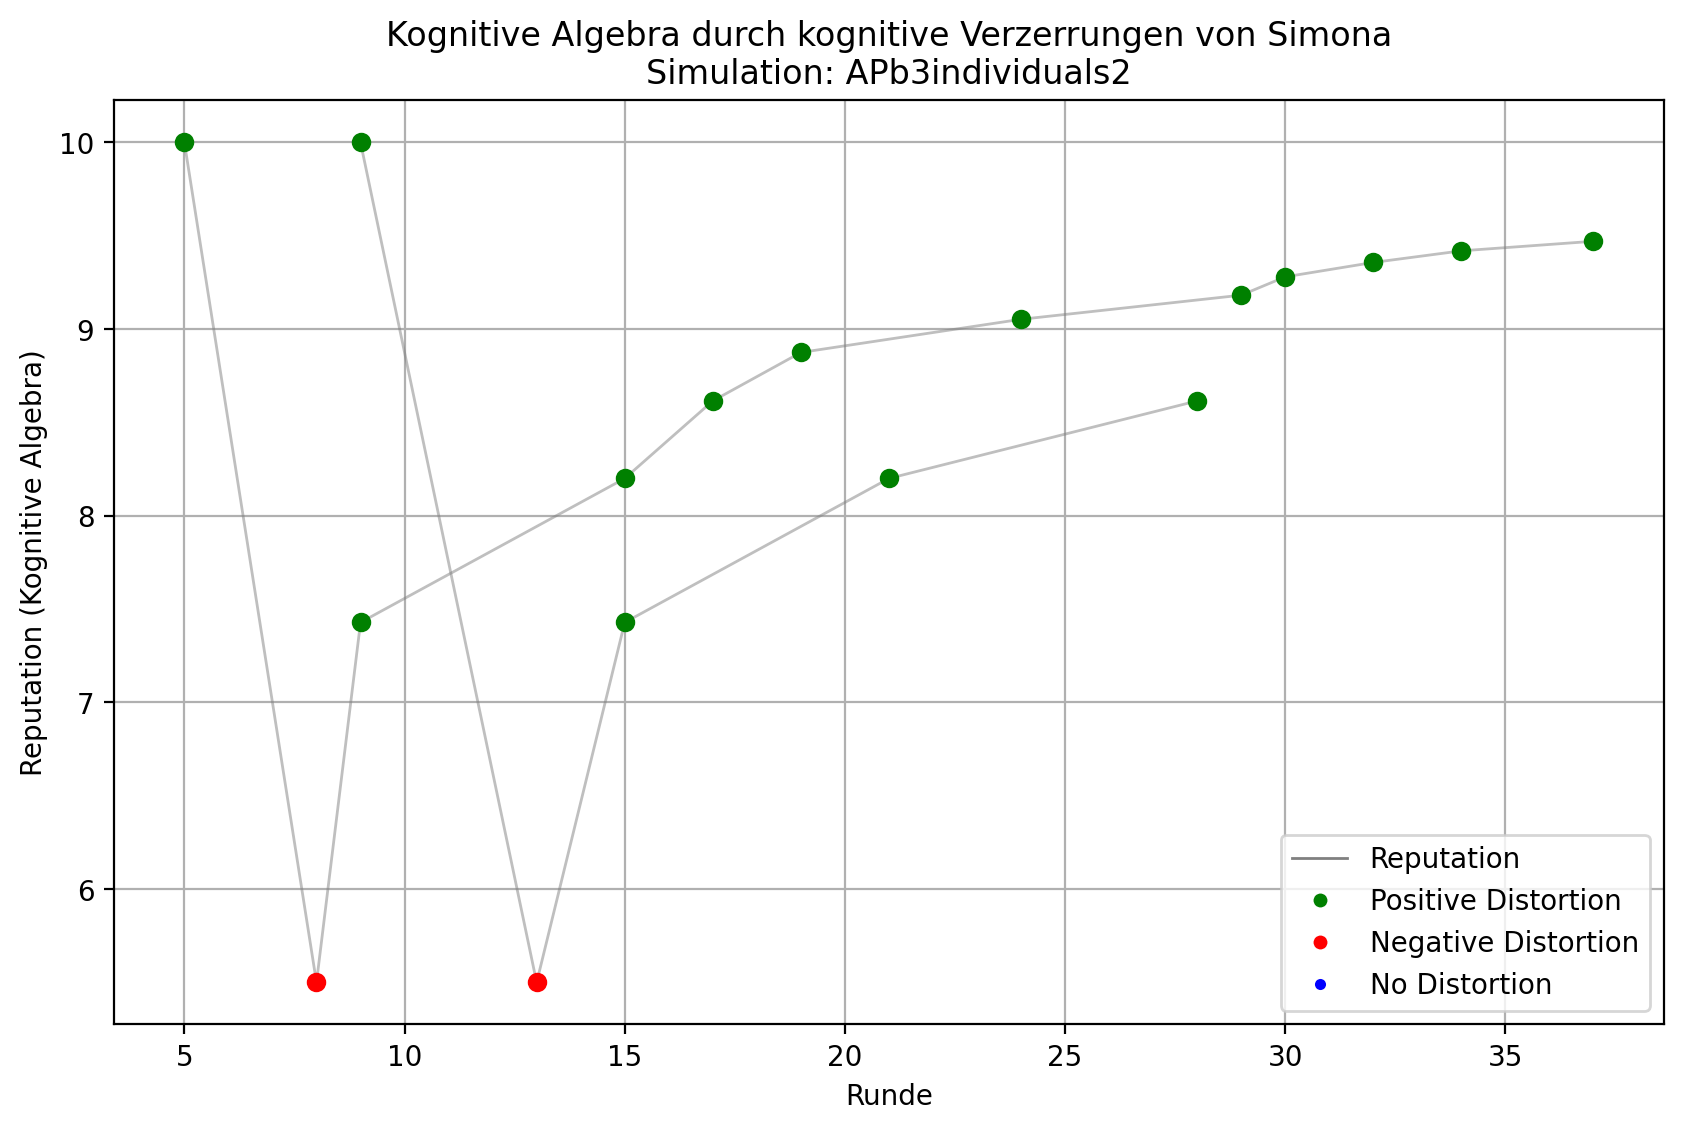 Kognitive Algebra durch kognitive Verzerrungen von Simona
Simulation: APb3individuals2
Reputation (Kognitive Algebra)
10
9
8
7
6
5 10 15 20 25 30 35
Runde
Reputation
Positive Distortion
Negative Distortion
No Distortion